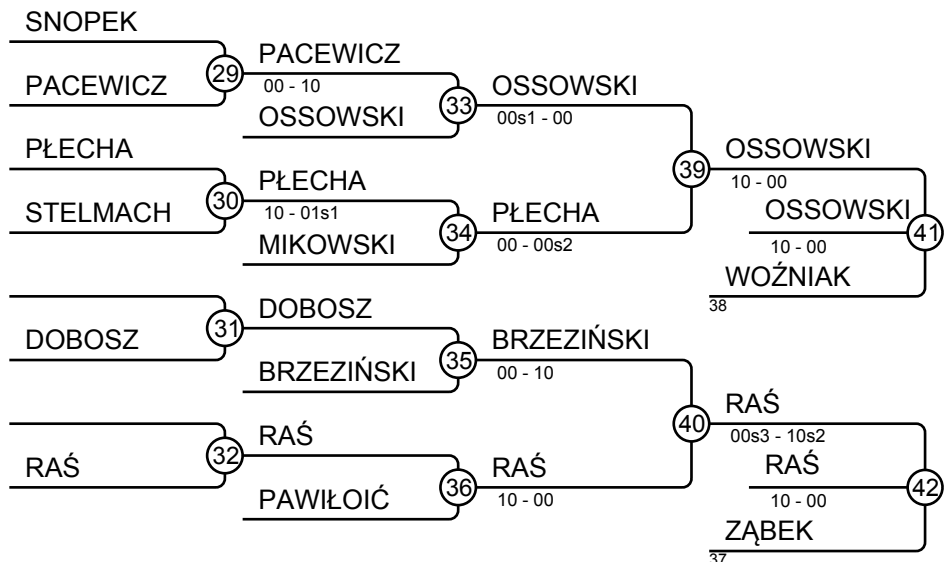 SNOPEK
PACEWICZ
29
PACEWICZ
00 - 10
OSSOWSKI
33
OSSOWSKI
00s1 - 00
PŁECHA
STELMACH
30
PŁECHA
10 - 01s1
MIKOWSKI
34
PŁECHA
00 - 00s2
39
OSSOWSKI
10 - 00
OSSOWSKI
10 - 00
41
WOŹNIAK
38
DOBOSZ
31
DOBOSZ
BRZEZIŃSKI
35
BRZEZIŃSKI
00 - 10
RAŚ
32
RAŚ
PAWIŁOIĆ
36
RAŚ
10 - 00
40
RAŚ
00s3 - 10s2
RAŚ
10 - 00
42
ZĄBEK
37